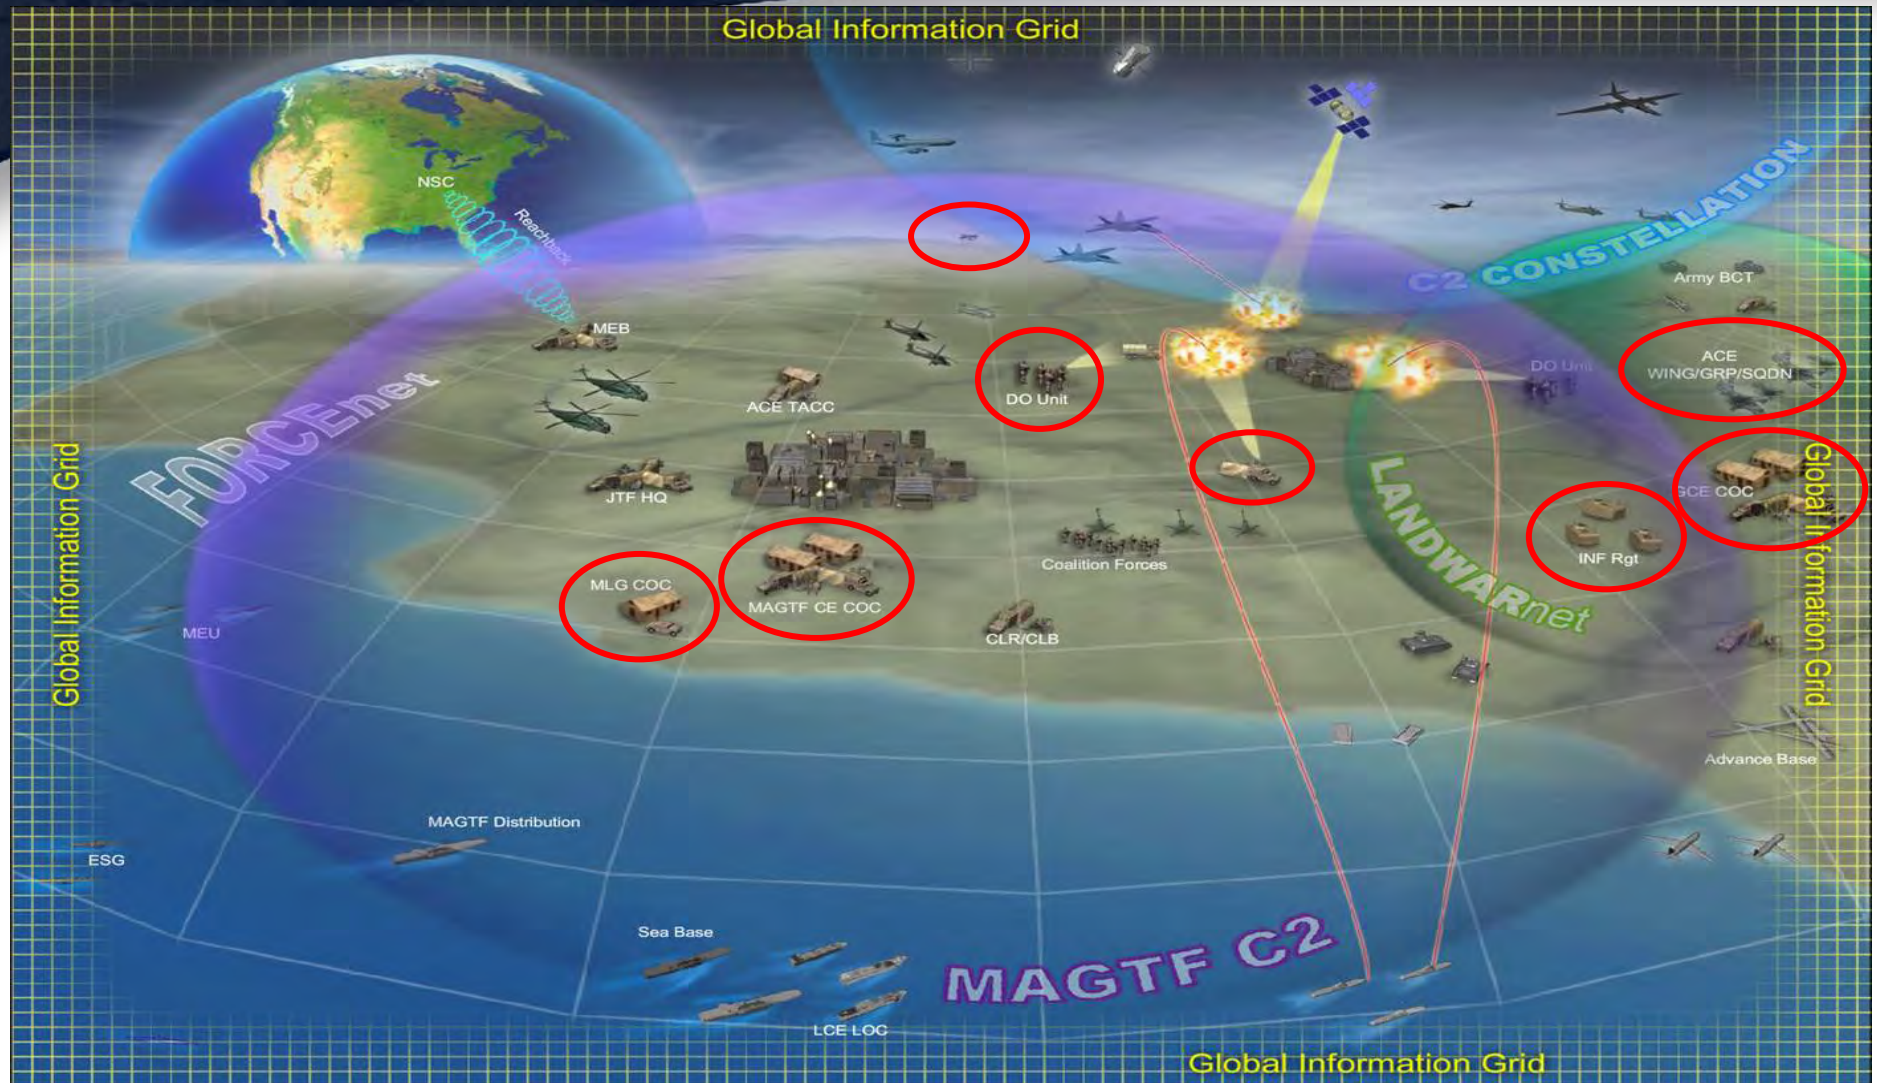 Global Information Grid
NSC
Reachback
C2 CONSTELLATION
Army BCT
MEB
ACE
WING/GRP/SQDN
DO Unit
FORCEnet
ACE TACC
DO Unit
Global Information Grid
JTF HQ
LANDWARnet
GCE COC
Global Information Grid
Coalition Forces
INF Rgt
MLG COC
MAGTF CE COC
CLR/CLB
MEU
Advance Base
MAGTF Distribution
ESG
Sea Base
MAGTF C2
LCE LOC
Global Information Grid